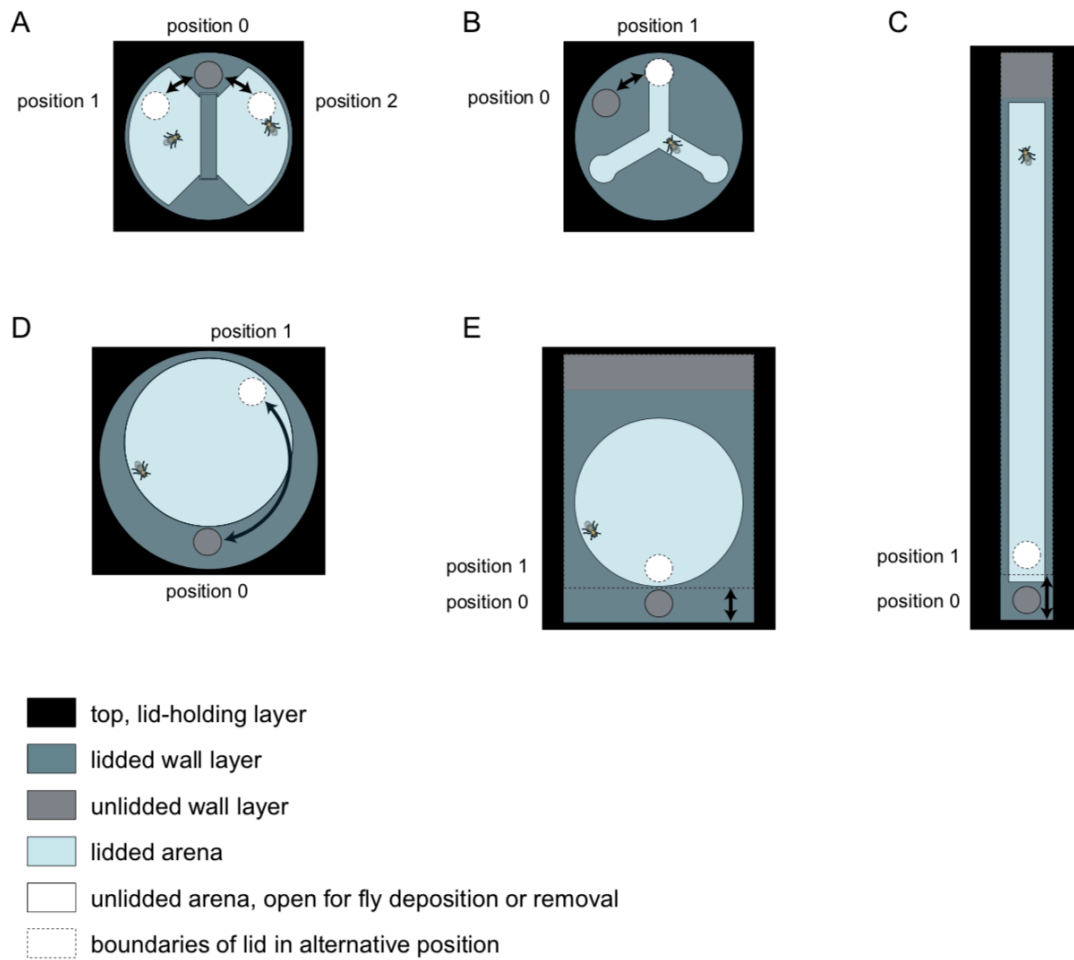 A
position 0
position 1
position 2
B
position 1
position 0
C
position 1
position 0
D
position 1
position 0
E
position 1
position 0
top, lid-holding layer
lidded wall layer
unlidded wall layer
lidded arena
unlidded arena, open for fly deposition or removal
boundaries of lid in alternative position